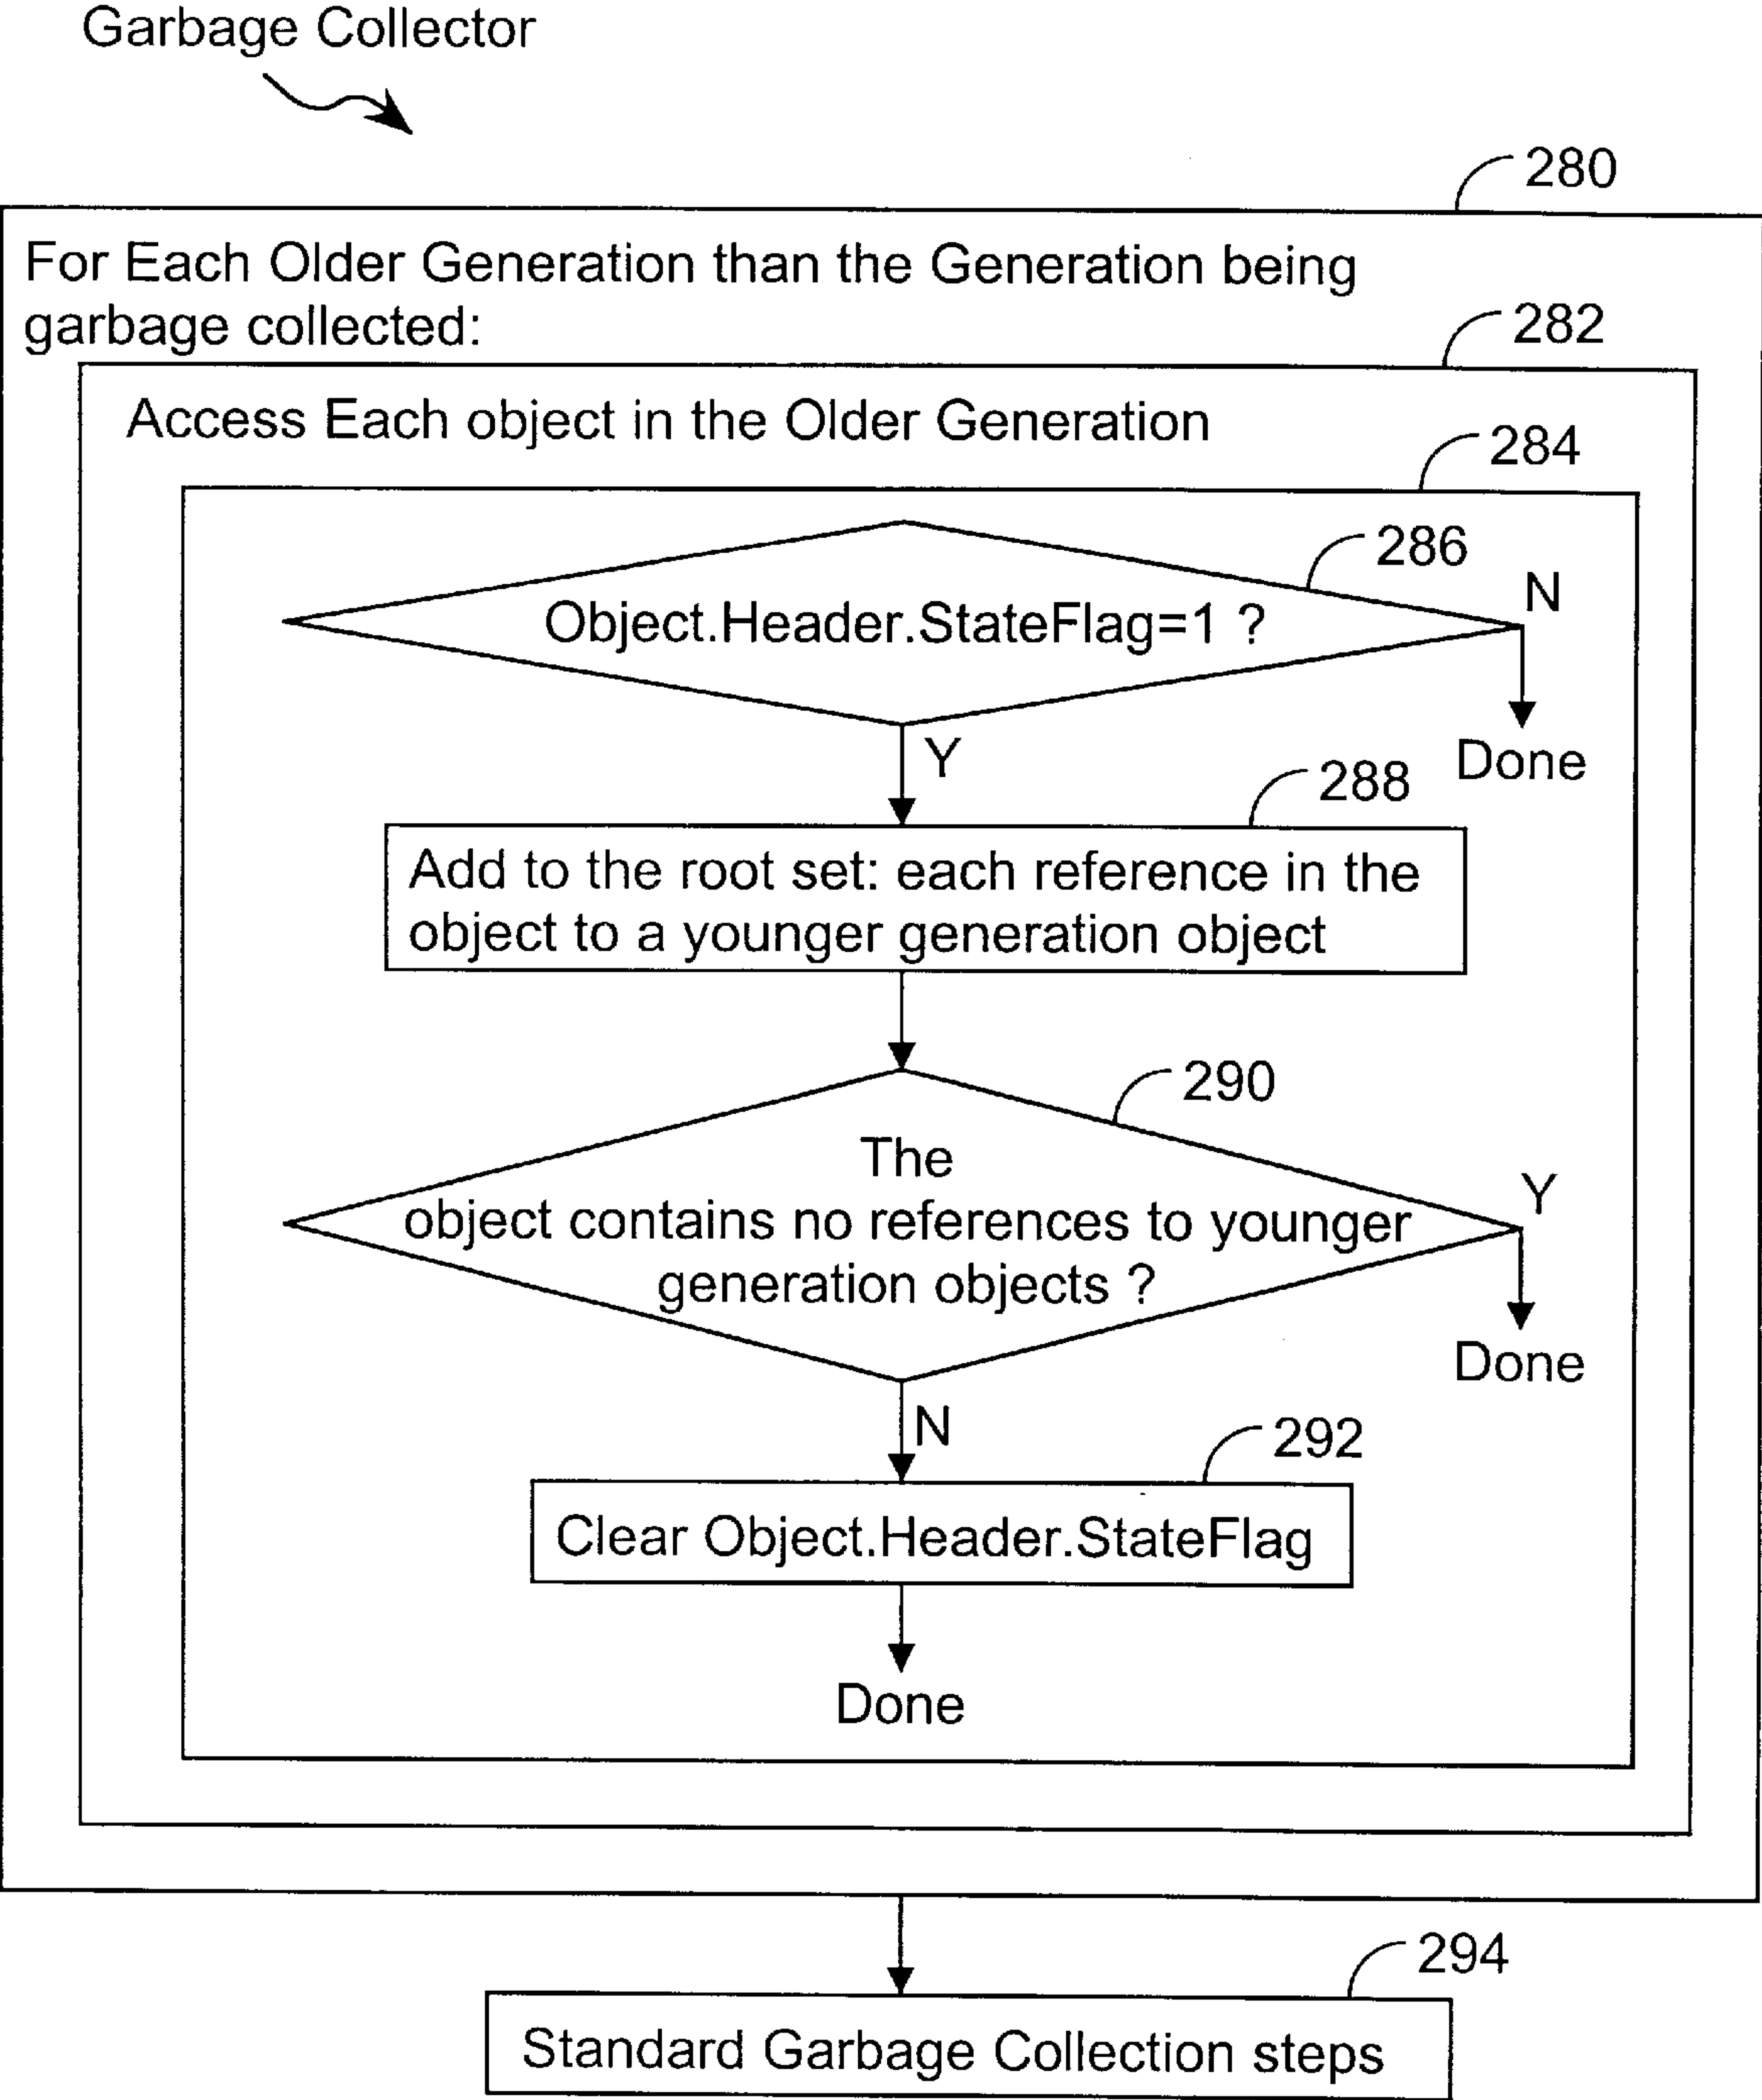 Garbage Collector
280
For Each Older Generation than the Generation being
garbage collected:
282
Access Each object in the Older Generation
284
286
Object.Header.StateFlag=1 ?
N
Done
Y
288
Add to the root set: each reference in the
object to a younger generation object
290
The
object contains no references to younger
generation objects ?
Y
Done
N
292
Clear Object.Header.StateFlag
Done
294
Standard Garbage Collection steps